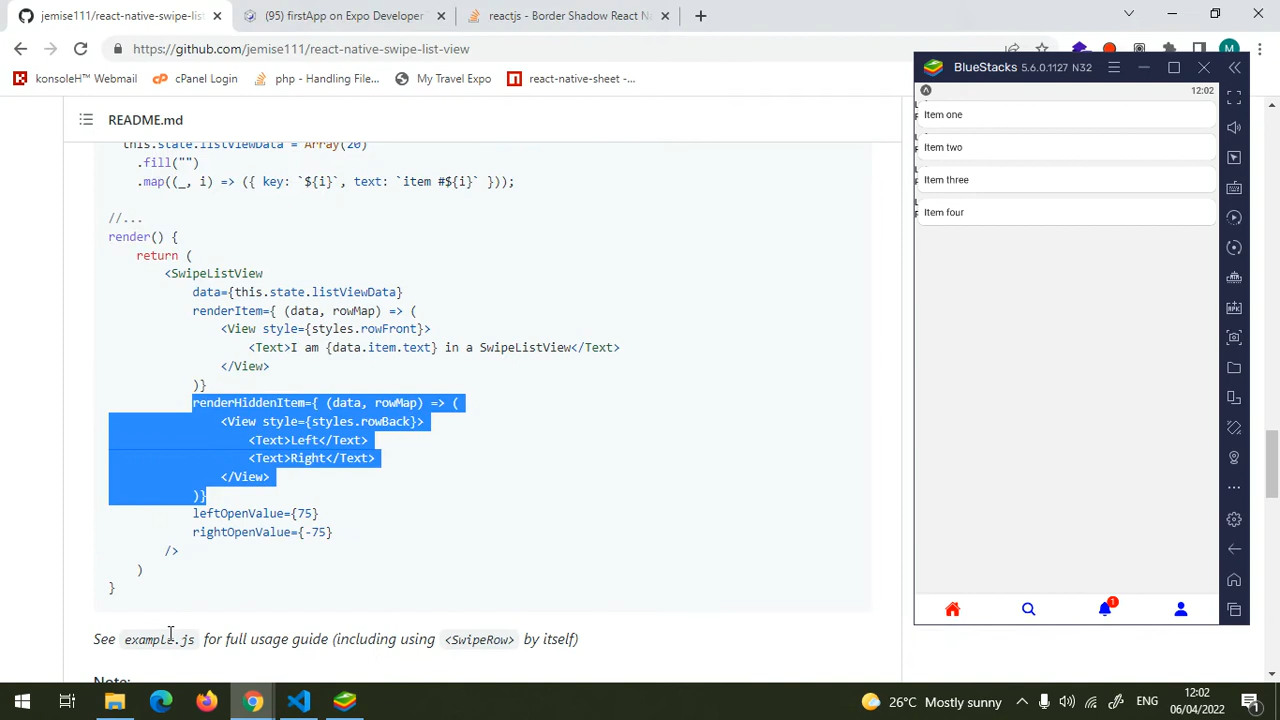 jemise111/react-native-swipe-list
(95) firstApp on Expo Developer
reactjs - Border Shadow React N
https://github.com/jemise111/react-native-swipe-list-view
M
konsoleH™ Webmail
cPanel Login
php - Handling File...
My Travel Expo
react-native-sheet -...
README.md
this.state.listViewData = Array(20)
.fill("")
.map((_, i) => ({ key: `${i}`, text: `item #${i}` }));
//...
render() {
return (
<SwipeListView
data={this.state.listViewData}
renderItem={ (data, rowMap) => (
<View style={styles.rowFront}>
<Text>I am {data.item.text} in a SwipeListView</Text>
</View>
)}
renderHiddenItem={ (data, rowMap) => (
<View style={styles.rowBack}>
<Text>Left</Text>
<Text>Right</Text>
</View>
)}
leftOpenValue={75}
rightOpenValue={-75}
/>
)
}
See example.js for full usage guide (including using <SwipeRow> by itself)
Note:
BlueStacks 5.6.0.1127 N32
12:02
Item one
Item two
Item three
Item four
1
26°C Mostly sunny
ENG
12:02
06/04/2022
1